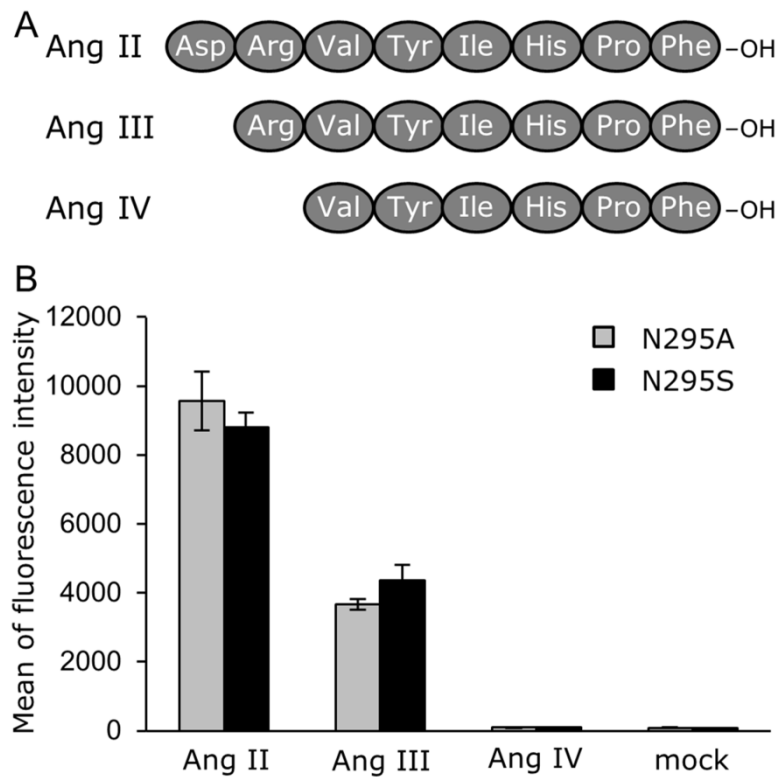 A
Ang II Asp Arg Val Tyr Ile His Pro Phe –OH
Ang III Arg Val Tyr Ile His Pro Phe –OH
Ang IV Val Tyr Ile His Pro Phe –OH
B
Mean of fluorescence intensity
12000
10000
8000
6000
4000
2000
0
N295A
N295S
Ang II Ang III Ang IV mock